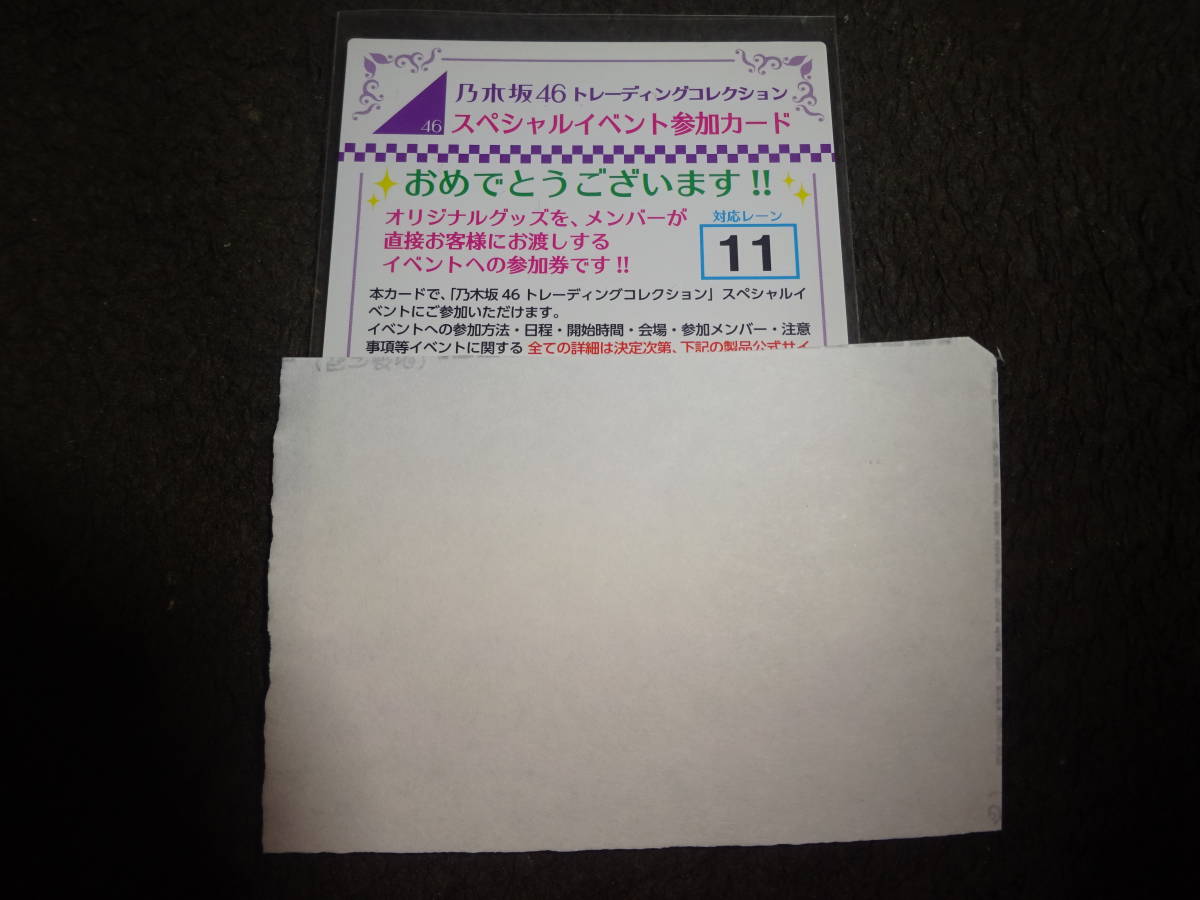 乃木坂46 トレーディングコレクション
46
スペシャルイベント参加カード
おめでとうございます!!
オリジナルグッズを、メンバーが
直接お客様にお渡しする
イベントへの参加券です!!
対応レーン
11
本カードで、「乃木坂46 トレーディングコレクション」スペシャルイ
ベントにご参加いただけます。
イベントへの参加方法・日程・開始時間・会場・参加メンバー・注意
事項等イベントに関する 全ての詳細は決定次第、下記の製品公式サイ